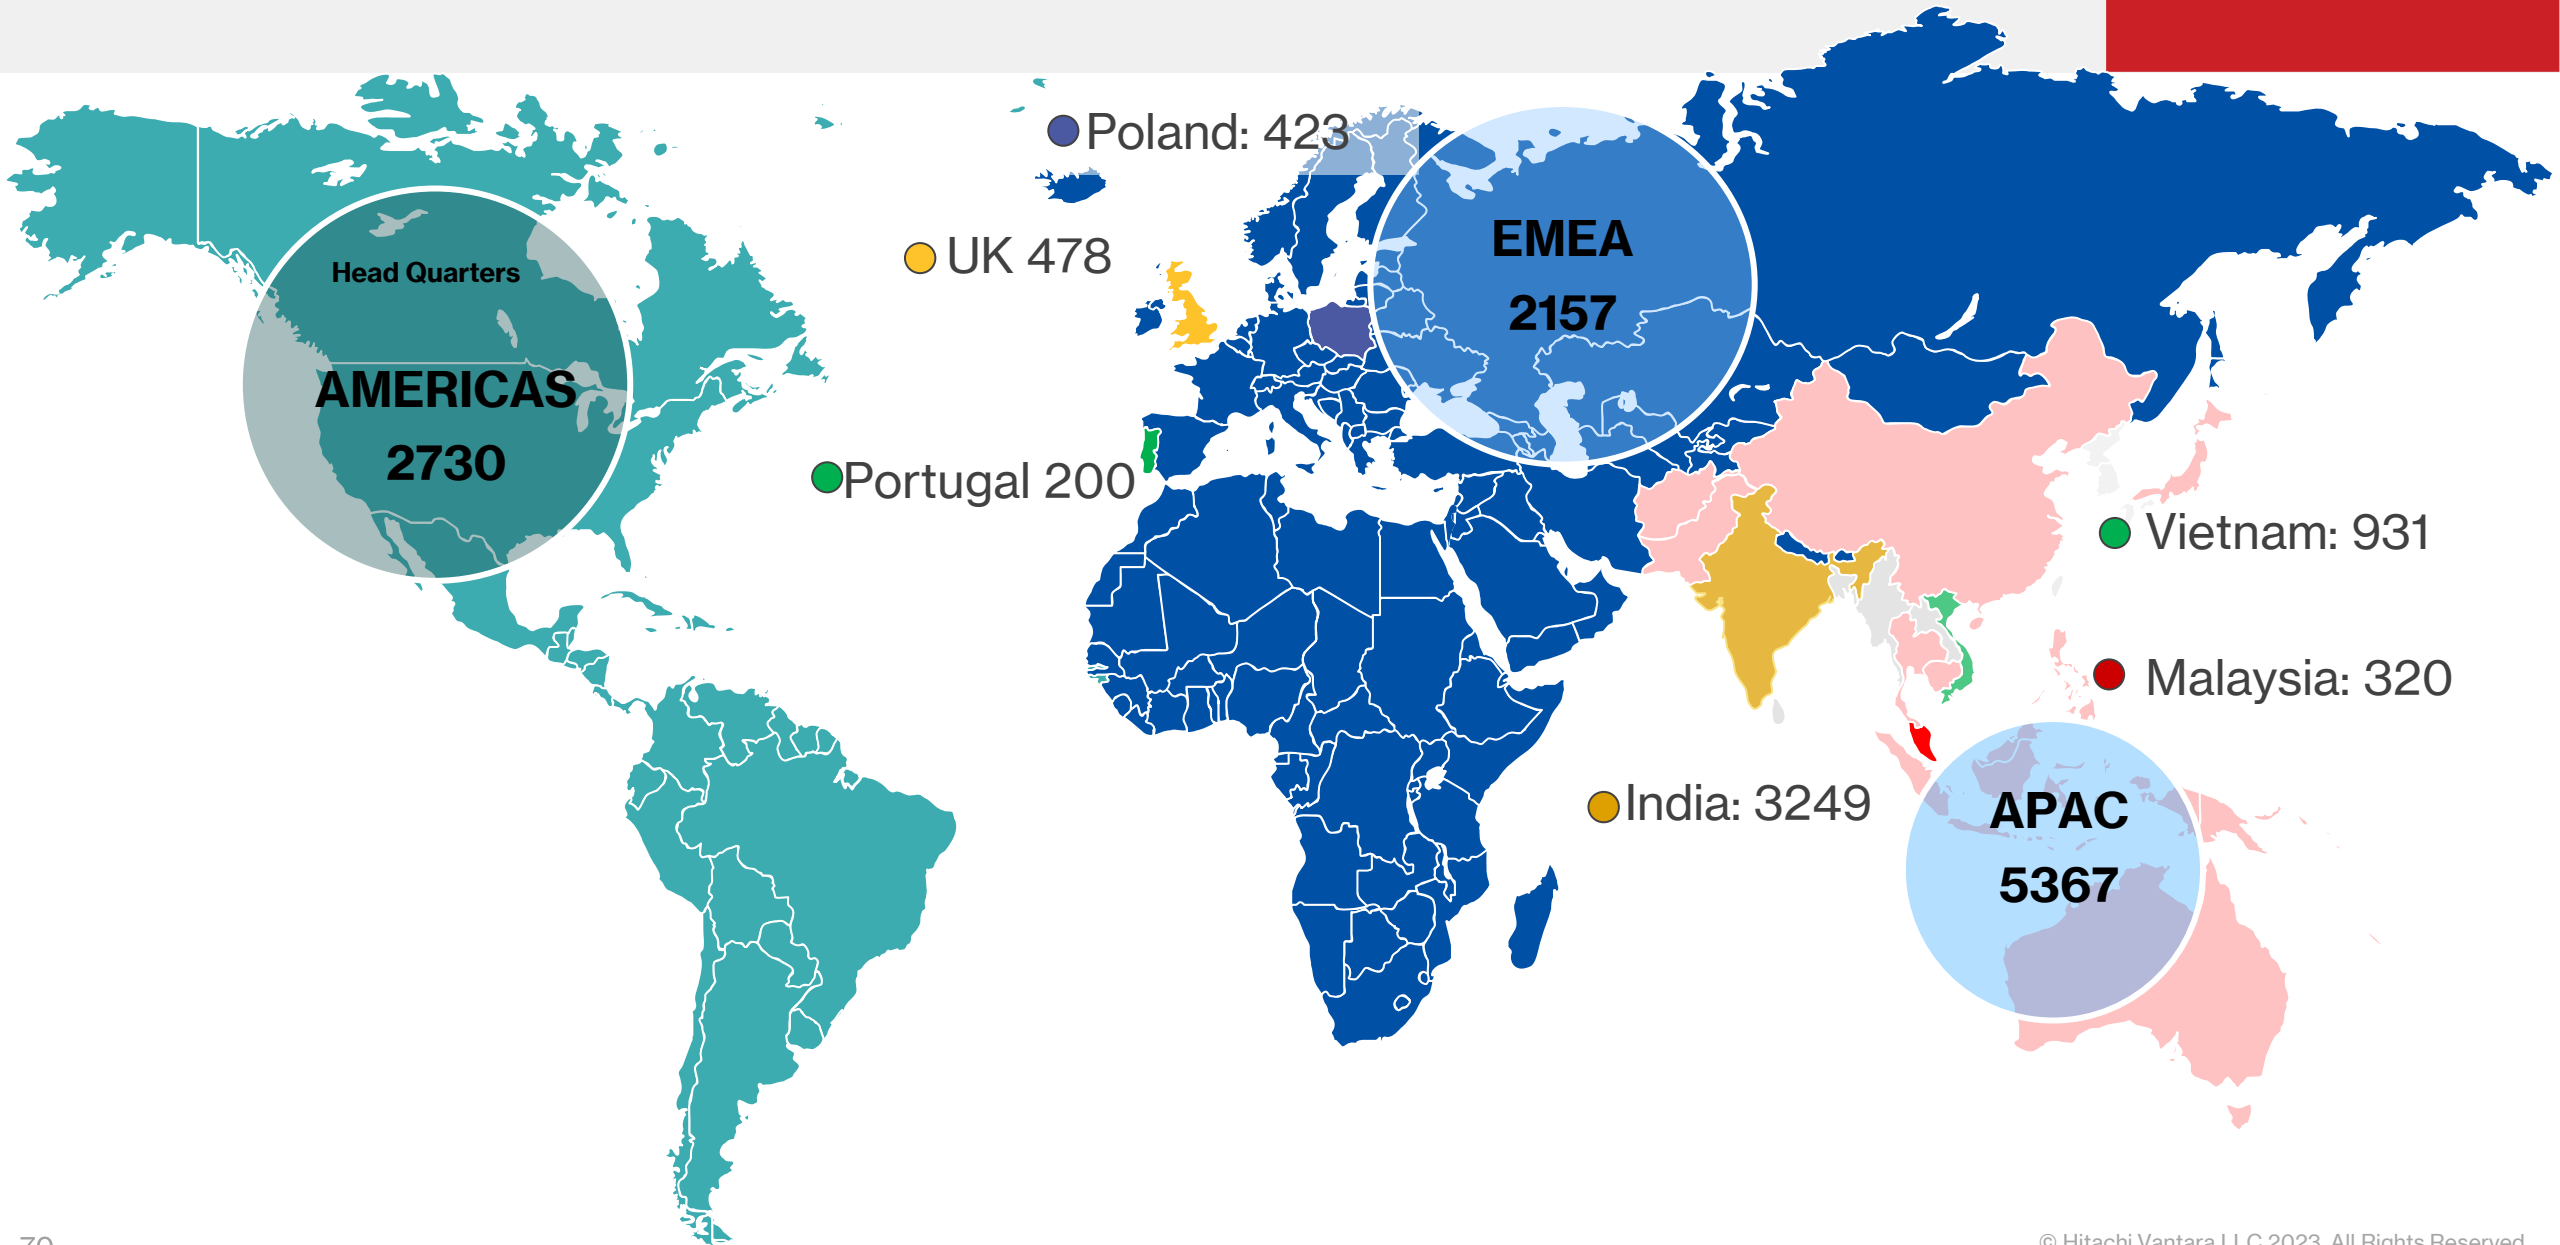 Poland: 423
UK 478
EMEA
2157
Head Quarters
AMERICAS
2730
Portugal 200
Vietnam: 931
Malaysia: 320
India: 3249
APAC
5367
70
© Hitachi Vantara LLC 2023. All Rights Reserved